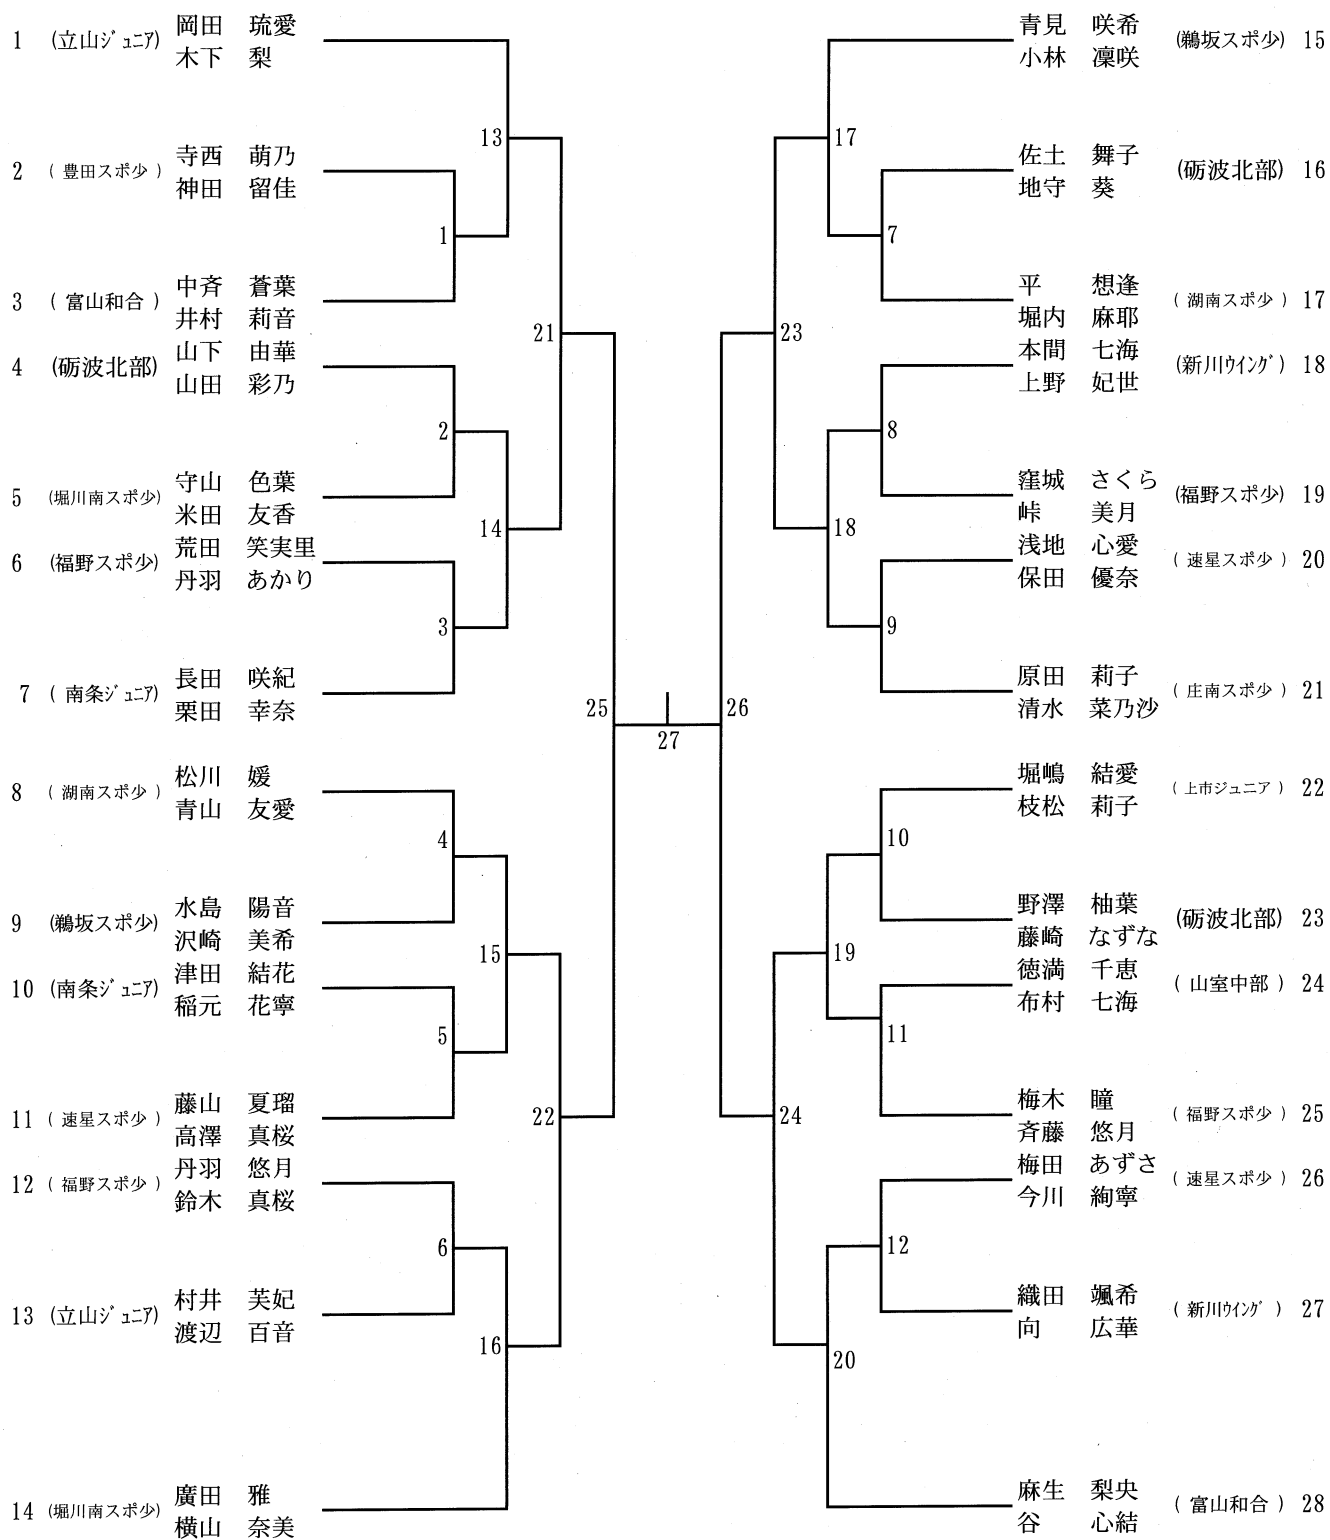 1 (立山ジュニア) 岡田 琉愛
木下 梨
13
2 (豊田スポ少) 寺西 萌乃
神田 留佳
1
3 (富山和合) 中斉 蒼葉
井村 莉音
21
4 (砺波北部) 山下 由華
山田 彩乃
2
5 (堀川南スポ少) 守山 色葉
米田 友香
14
6 (福野スポ少) 荒田 笑実里
丹羽 あかり
3
7 (南条ジュニア) 長田 咲紀
栗田 幸奈
25
27
8 (湖南スポ少) 松川 媛
青山 友愛
4
9 (鵜坂スポ少) 水島 陽音
沢崎 美希
15
10 (南条ジュニア) 津田 結花
稲元 花寧
5
11 (速星スポ少) 藤山 夏瑠
高澤 真桜
22
12 (福野スポ少) 丹羽 悠月
鈴木 真桜
6
13 (立山ジュニア) 村井 芙妃
渡辺 百音
16
14 (堀川南スポ少) 廣田 雅
横山 奈美
青見 咲希 (鵜坂スポ少) 15
小林 凜咲
17
佐土 舞子 (砺波北部) 16
地守 葵
7
平 想逢 (湖南スポ少) 17
堀内 麻耶
23
本間 七海 (新川ウイング) 18
上野 妃世
8
窪城 さくら (福野スポ少) 19
峠 美月
18
浅地 心愛 (速星スポ少) 20
保田 優奈
9
原田 莉子 (庄南スポ少) 21
清水 菜乃沙
26
堀嶋 結愛 (上市ジュニア) 22
枝松 莉子
10
野澤 柚葉 (砺波北部) 23
藤崎 なずな
19
徳満 千恵 (山室中部) 24
布村 七海
11
梅木 瞳 (福野スポ少) 25
斉藤 悠月
24
梅田 あずさ (速星スポ少) 26
今川 絢寧
12
織田 颯希 (新川ウイング) 27
向 広華
20
麻生 梨央 (富山和合) 28
谷 心結